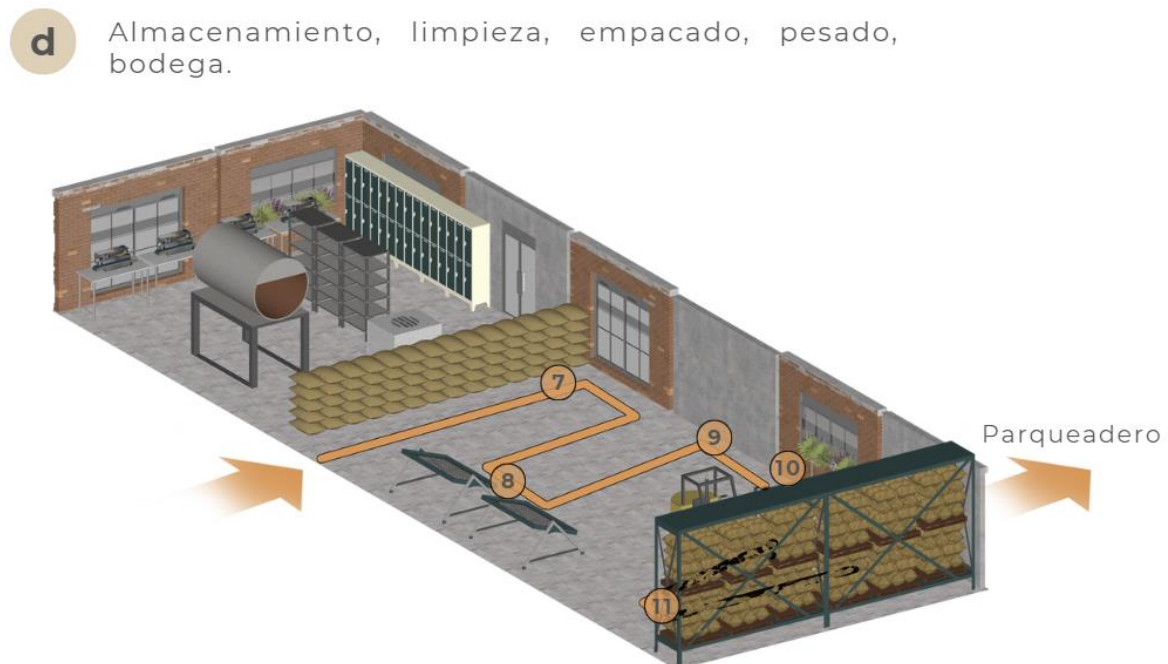 d
Almacenamiento, limpieza, empacado, pesado,
bodega.
7
9
Parqueadero
8
10
11